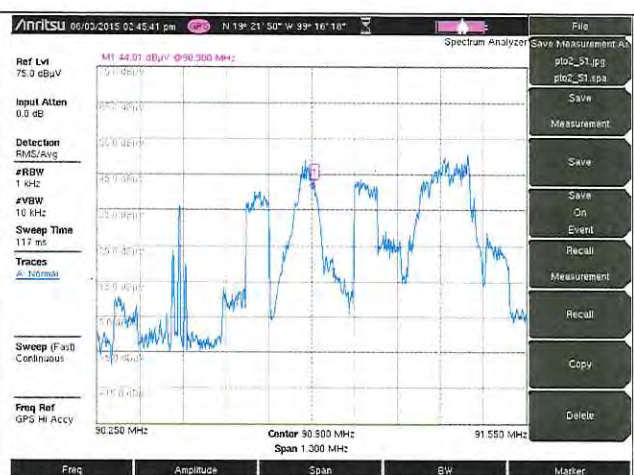 Anritsu 06/03/2015 02:45:41 pm GPS N 19° 21' 50" W 99° 16' 18"
Spectrum Analyzer
M1 44.01 dBµV @90.900 MHz
Ref Lvl
75.0 dBµV
Input Atten
0.0 dB
Detection
RMS/Avg
#RBW
1 kHz
#VBW
10 kHz
Sweep Time
117 ms
Traces
A: Normal
Sweep (Fast)
Continuous
Freq Ref
GPS Hi Accy
90.250 MHz
Center 90.900 MHz
91.550 MHz
Span 1.300 MHz
File
Save Measurement As
pto2_S1.jpg
pto2_S1.spa
Save
Measurement
Save
Save
On
Event
Recall
Measurement
Recall
Copy
Delete
Freq Amplitude Span BW Marker